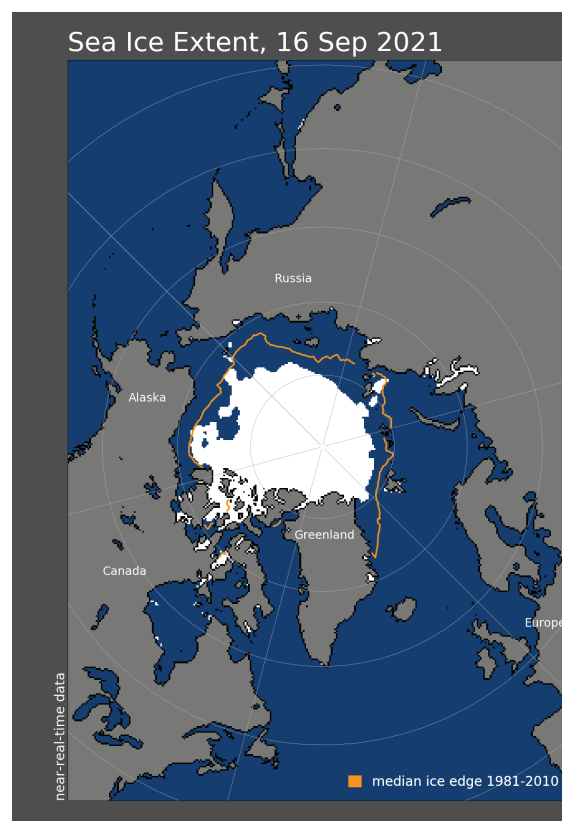 Sea Ice Extent, 16 Sep 2021
Russia
Alaska
Greenland
Canada
Europe
near-real-time data
median ice edge 1981-2010